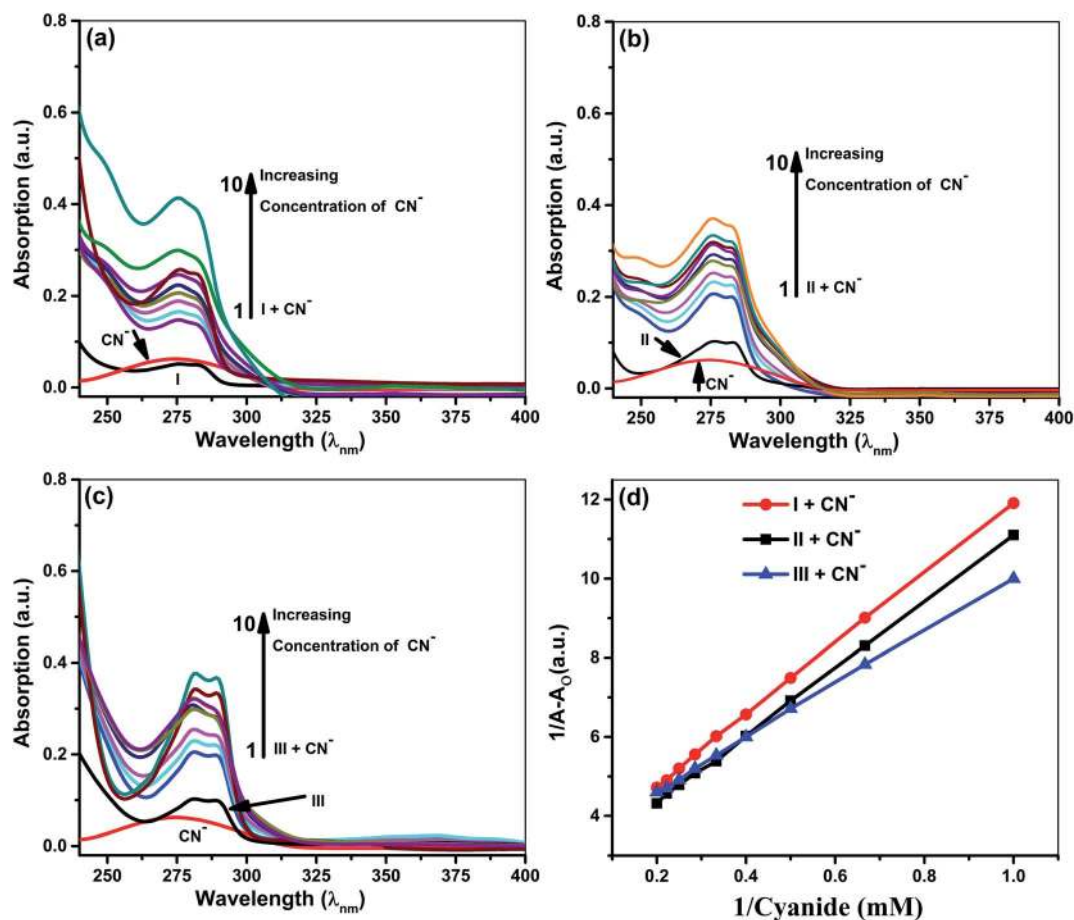 (a)
Absorption (a.u.)
0.8
0.6
0.4
0.2
0.0
10 Increasing
Concentration of CN⁻
1 I + CN⁻
CN⁻
I
250 275 300 325 350 375 400
Wavelength (λnm)
(b)
Absorption (a.u.)
0.8
0.6
0.4
0.2
0.0
10 Increasing
Concentration of CN⁻
1 II + CN⁻
II
CN⁻
250 275 300 325 350 375 400
Wavelength (λnm)
(c)
Absorption (a.u.)
0.8
0.6
0.4
0.2
0.0
10 Increasing
Concentration of CN⁻
1 III + CN⁻
III
CN⁻
250 275 300 325 350 375 400
Wavelength (λnm)
(d)
1/A-AO(a.u.)
12
10
8
6
4
I + CN⁻
II + CN⁻
III + CN⁻
0.2 0.4 0.6 0.8 1.0
1/Cyanide (mM)